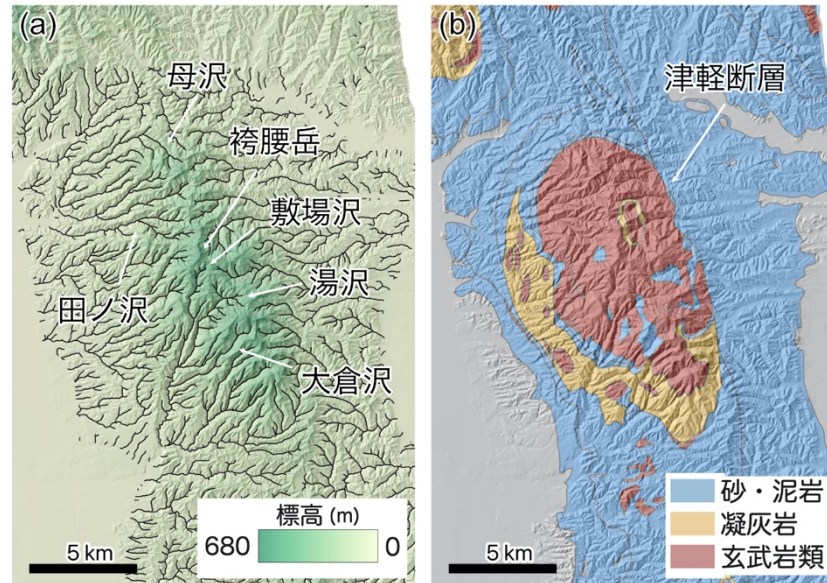 (a)
母沢
袴腰岳
敷場沢
湯沢
田ノ沢
大倉沢
標高 (m)
680
0
5 km
(b)
津軽断層
砂・泥岩
凝灰岩
玄武岩類
5 km